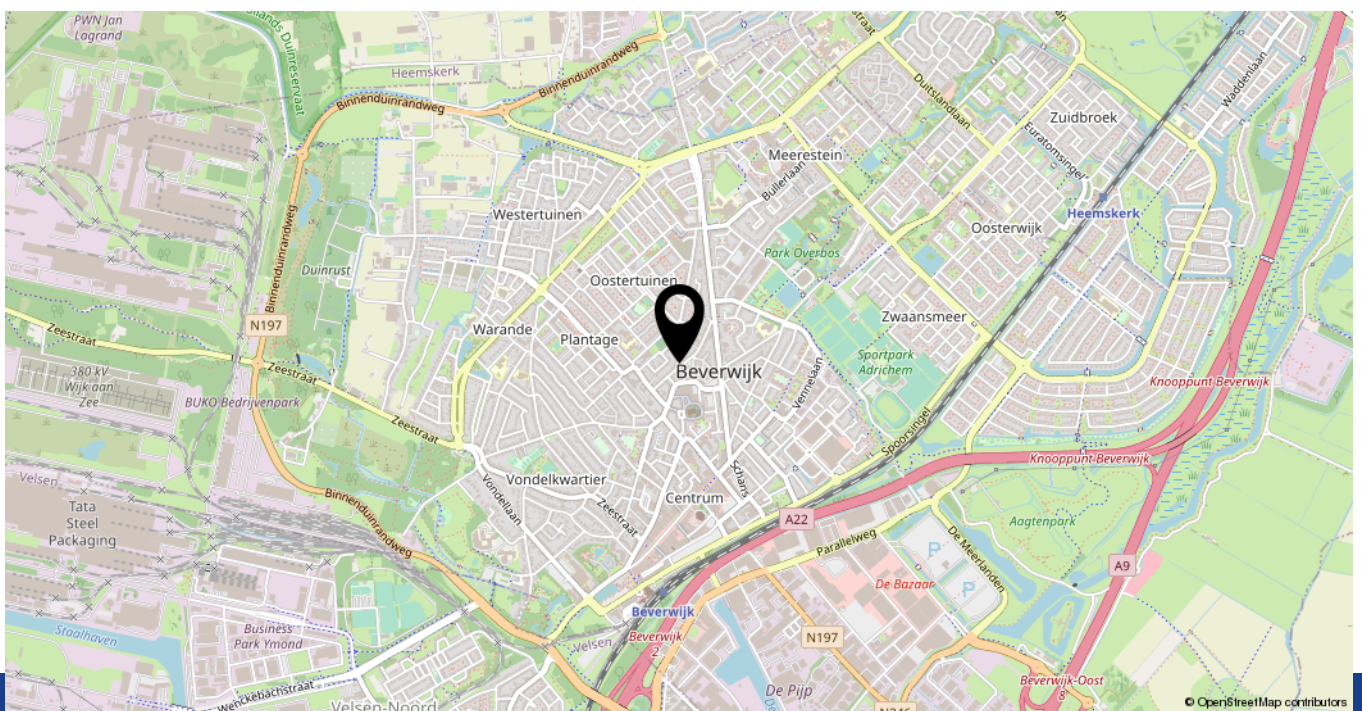 PWN Jan
Lagrand
Heemskerk
Binnenduinrandweg
Binnenduinrandweg
Duitslandlaan
Waddenlaan
Zuidbroek
Euratomsingel
Meerestein
Bullerlaan
Heemskerk
Westertuinen
Oosterwijk
Binnenduinrandweg
Park Overbos
Duinrust
Oostertuinen
N197
Zeestraat
Warande
Plantage
Zwaansmeer
Zeestraat
Beverwijk
Sportpark
Adrichem
Vennelaan
380 kV
Wijk aan
Zee
BUKO Bedrijvenpark
Knooppunt Beverwijk
Zeestraat
Spoorsingel
Knooppunt Beverwijk
Velsen
Vondelkwartier
Vondellaan
Schans
Centrum
Zeestraat
Binnenduinrandweg
A22
Tata
Steel
Packaging
Aagtenpark
Parallelweg
De Meerlanden
A9
P
De Bazaar
P
Beverwijk
Staalhaven
Business
Park Ymond
Velsen
Beverwijk
2
N197
De Pijp
Beverwijk-Oost
8
Wenckebachstraat
Velsen-Noord
N246
© OpenStreetMap contributors